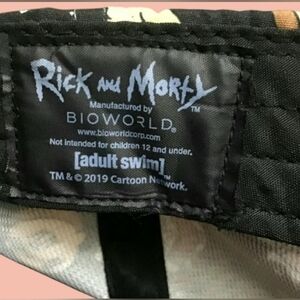 Rick and Morty™
Manufactured by
BIOWORLD®
www.bioworldcorp.com
Not intended for children 12 and under.
[adult swim]
TM & © 2019 Cartoon Network.